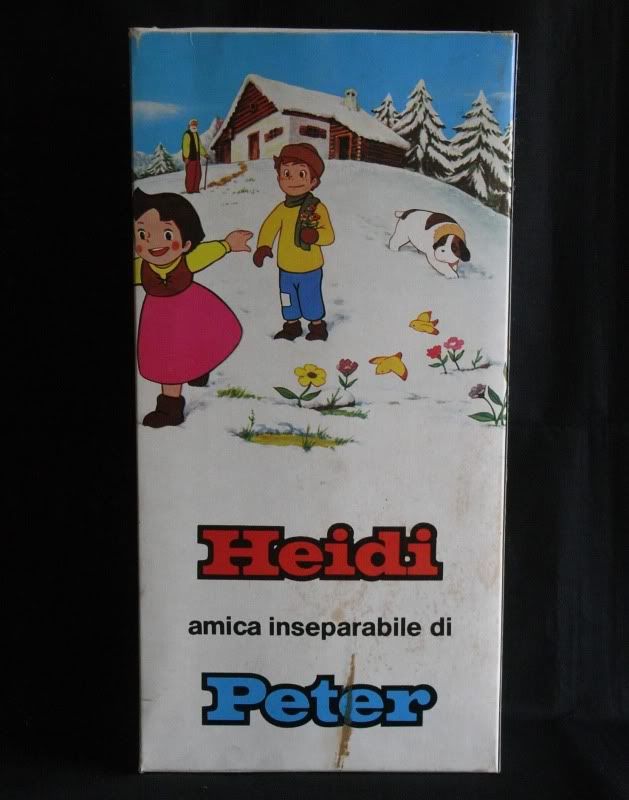 Heidi
amica inseparabile di
Peter